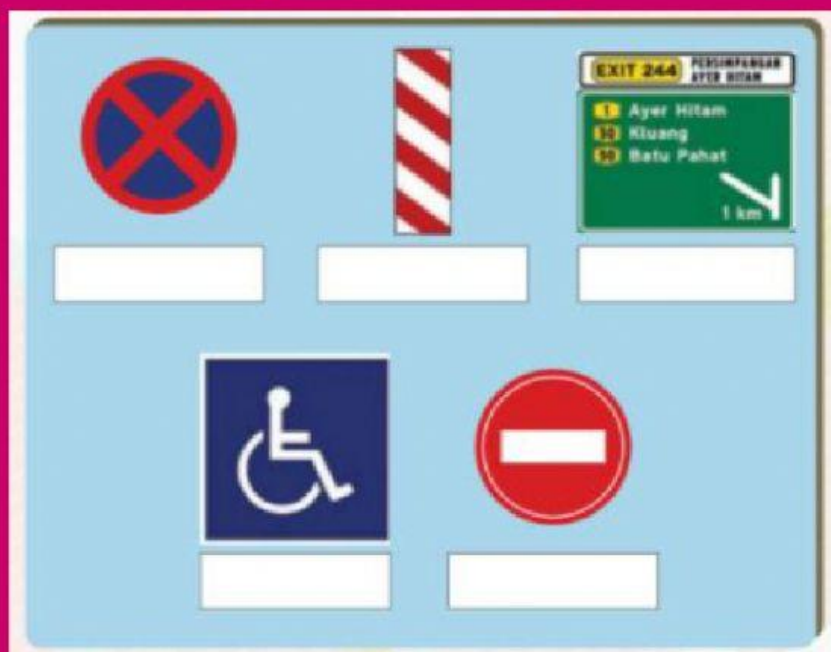 EXIT 244
PERSIMPANGAN
AYER HITAM
1 Ayer Hitam
50 Kluang
50 Batu Pahat
1 km